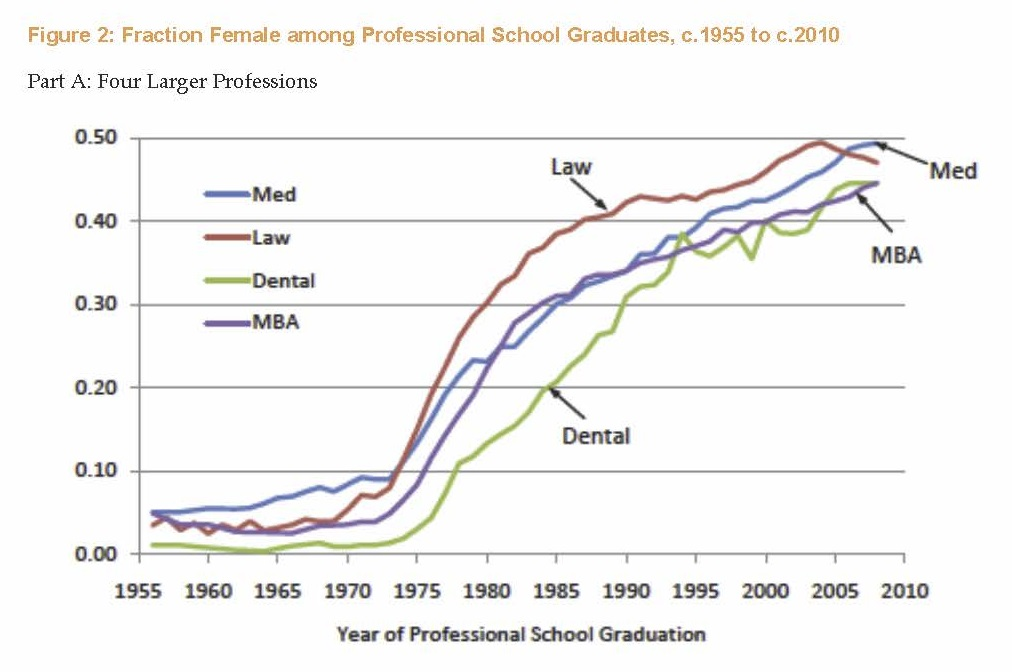 Figure 2: Fraction Female among Professional School Graduates, c.1955 to c.2010
Part A: Four Larger Professions
0.50
0.40
0.30
0.20
0.10
0.00
Med
Law
Dental
MBA
Law
Med
MBA
Dental
1955 1960 1965 1970 1975 1980 1985 1990 1995 2000 2005 2010
Year of Professional School Graduation